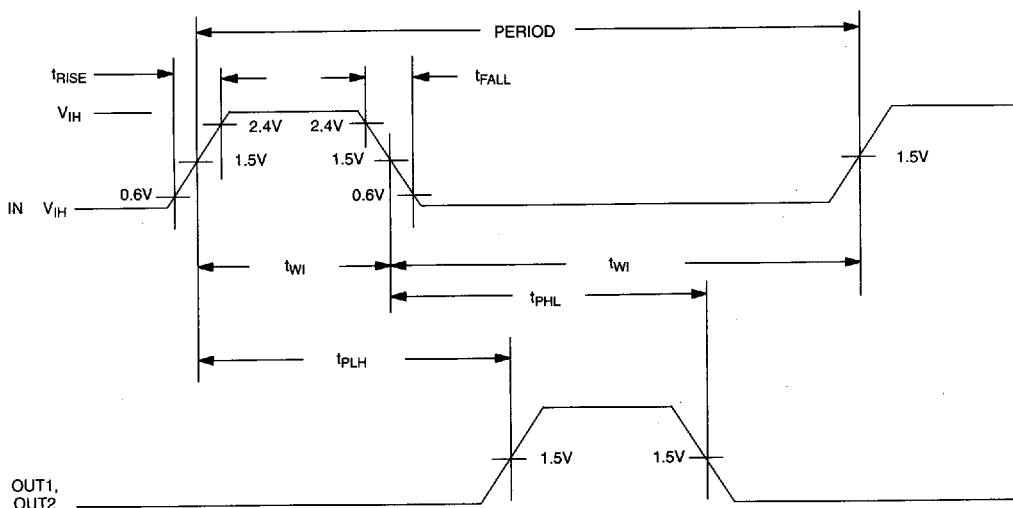 PERIOD
tRISE
tFALL
VIH
2.4V
2.4V
1.5V
1.5V
1.5V
0.6V
0.6V
IN VIH
tWI
tWI
tPHL
tPLH
1.5V
1.5V
OUT1,
OUT2